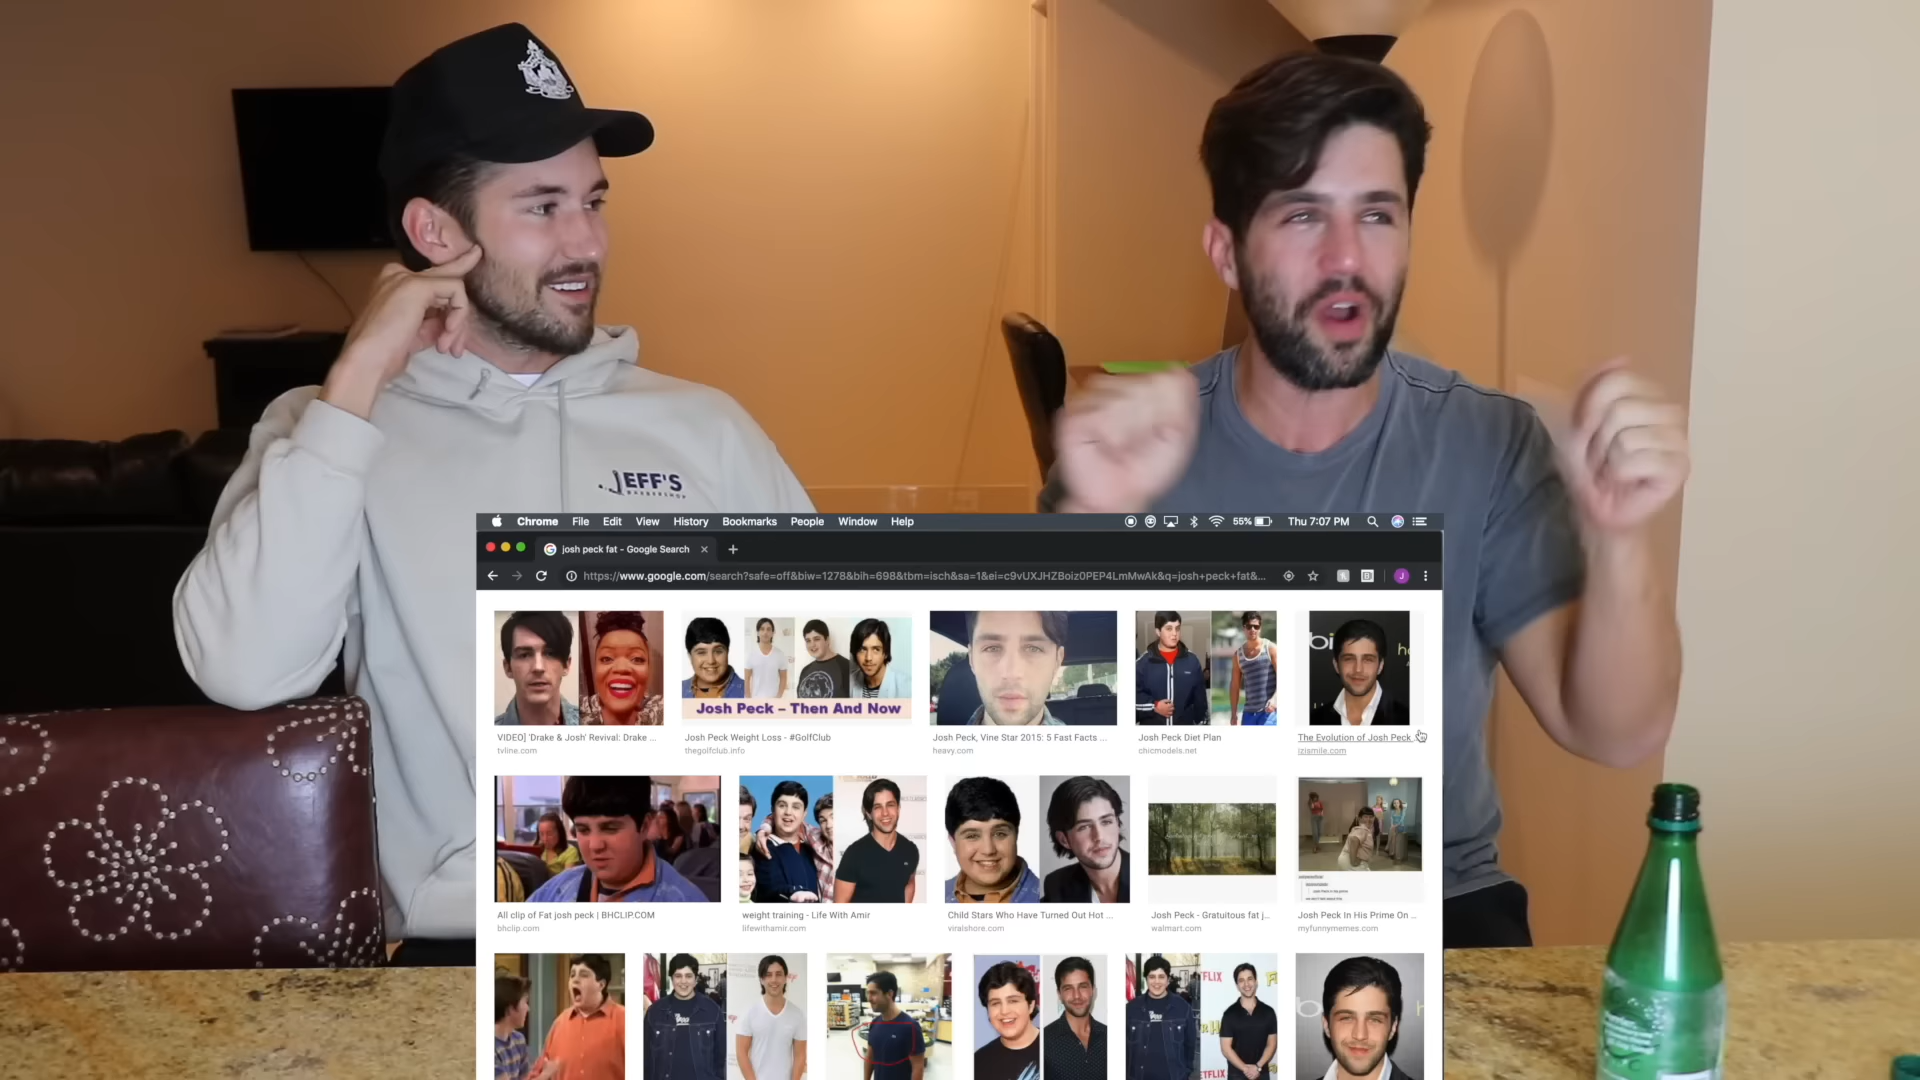 JEFF'S
BARBERSHOP
Chrome File Edit View History Bookmarks People Window Help
55%
Thu 7:07 PM
josh peck fat - Google Search
https://www.google.com/search?safe=off&biw=1278&bih=698&tbm=isch&sa=1&ei=c9vUXJHZBoiz0PEP4LmMwAk&q=josh+peck+fat&...
J
Josh Peck – Then And Now
bi
VIDEO] 'Drake & Josh' Revival: Drake ...
tvline.com
Josh Peck Weight Loss - #GolfClub
thegolfclub.info
Josh Peck, Vine Star 2015: 5 Fast Facts ...
heavy.com
Josh Peck Diet Plan
chicmodels.net
The Evolution of Josh Peck
izismile.com
All clip of Fat josh peck | BHCLIP.COM
bhclip.com
weight training - Life With Amir
lifewithamir.com
Child Stars Who Have Turned Out Hot ...
viralshore.com
Josh Peck - Gratuitous fat j...
walmart.com
Josh Peck In His Prime On ...
myfunnymemes.com
FLIX
ETFLIX